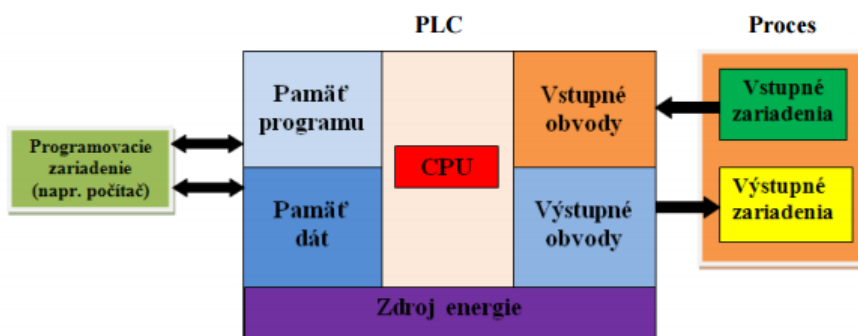 PLC
Proces
Programovacie
zariadenie
(napr. počítač)
Pamäť
programu
Pamäť
dát
CPU
Vstupné
obvody
Výstupné
obvody
Zdroj energie
Vstupné
zariadenia
Výstupné
zariadenia